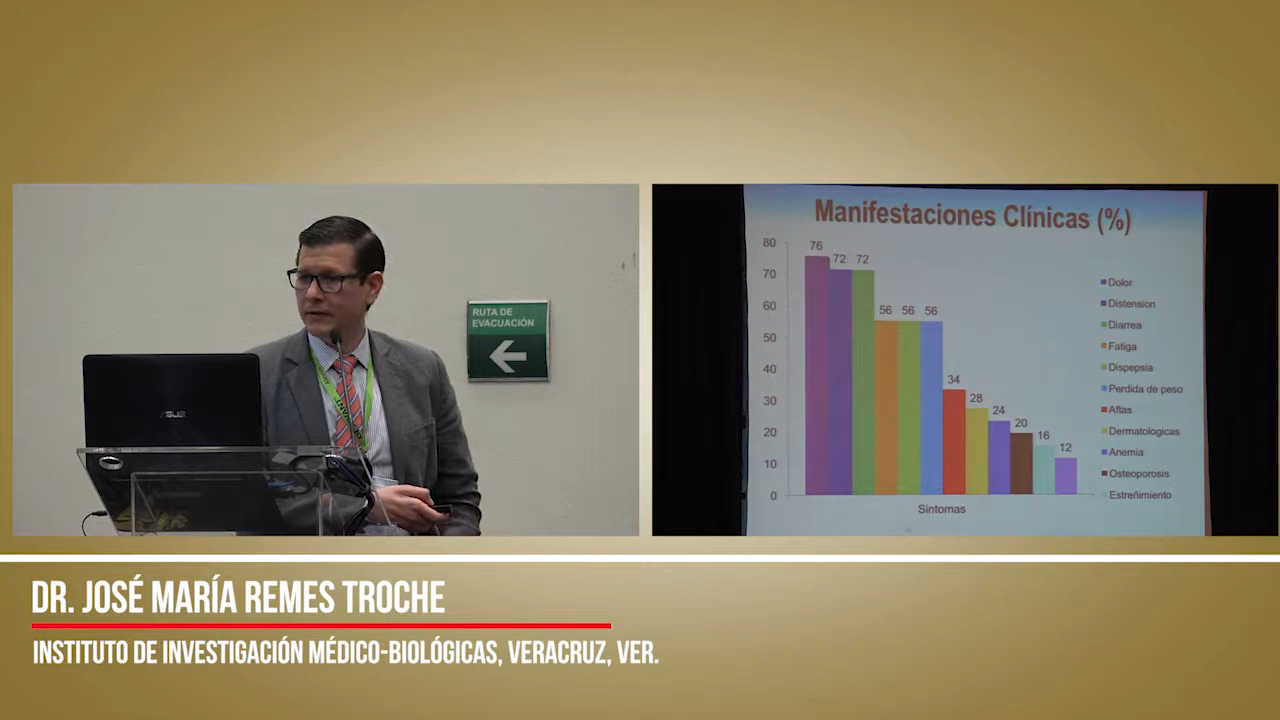 RUTA DE
EVACUACIÓN
ASUS
Manifestaciones Clínicas (%)
80
70
60
50
40
30
20
10
0
76
72
72
56
56
56
34
28
24
20
16
12
Sintomas
Dolor
Distension
Diarrea
Fatiga
Dispepsia
Perdida de peso
Aftas
Dermatologicas
Anemia
Osteoporosis
Estreñimiento
DR. JOSÉ MARÍA REMES TROCHE
INSTITUTO DE INVESTIGACIÓN MÉDICO-BIOLÓGICAS, VERACRUZ, VER.